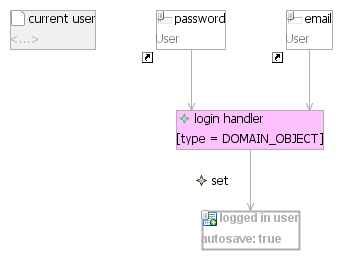 current user
<...>
password
User
email
User
login handler
[type = DOMAIN_OBJECT]
set
logged in user
autosave: true